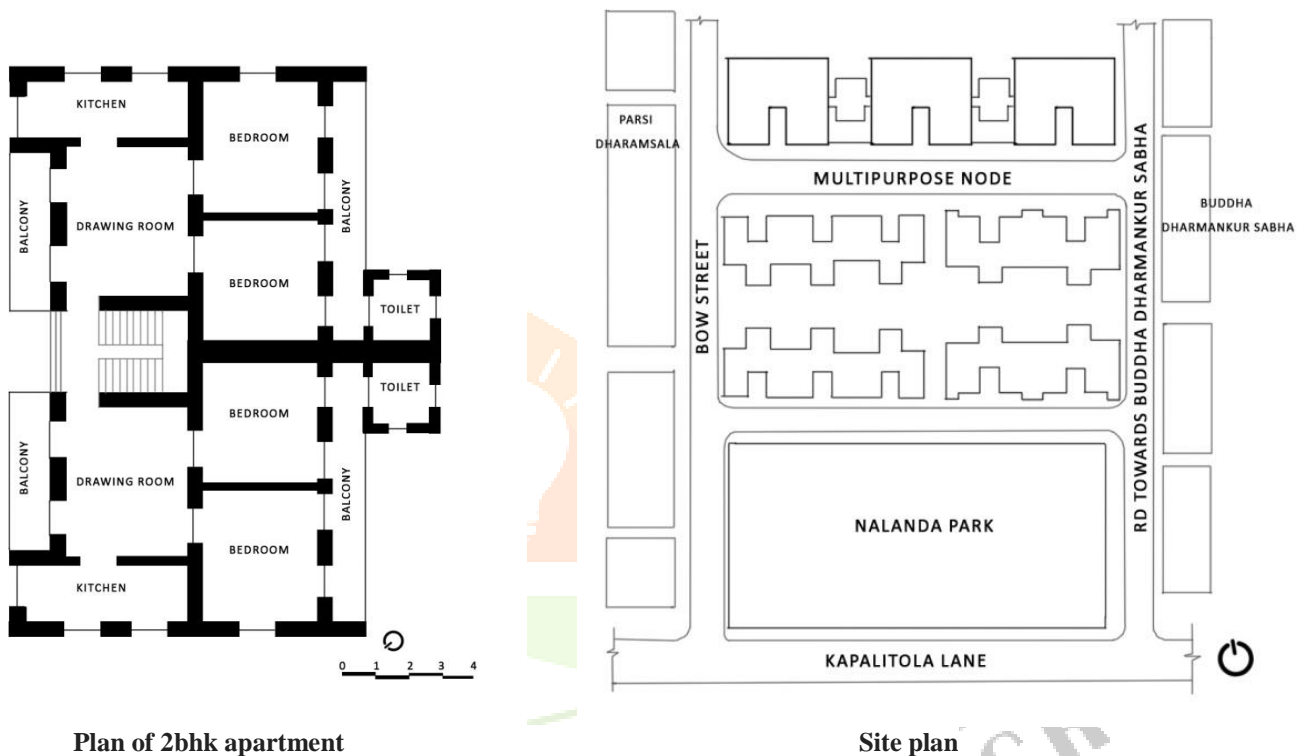 KITCHEN
BEDROOM
BALCONY
DRAWING ROOM
BALCONY
BEDROOM
TOILET
TOILET
BEDROOM
BALCONY
DRAWING ROOM
BALCONY
BEDROOM
KITCHEN
0 1 2 3 4
Plan of 2bhk apartment
PARSI
DHARAMSALA
MULTIPURPOSE NODE
BOW STREET
RD TOWARDS BUDDHA DHARMANKUR SABHA
BUDDHA
DHARMANKUR SABHA
NALANDA PARK
KAPALITOLA LANE
Site plan